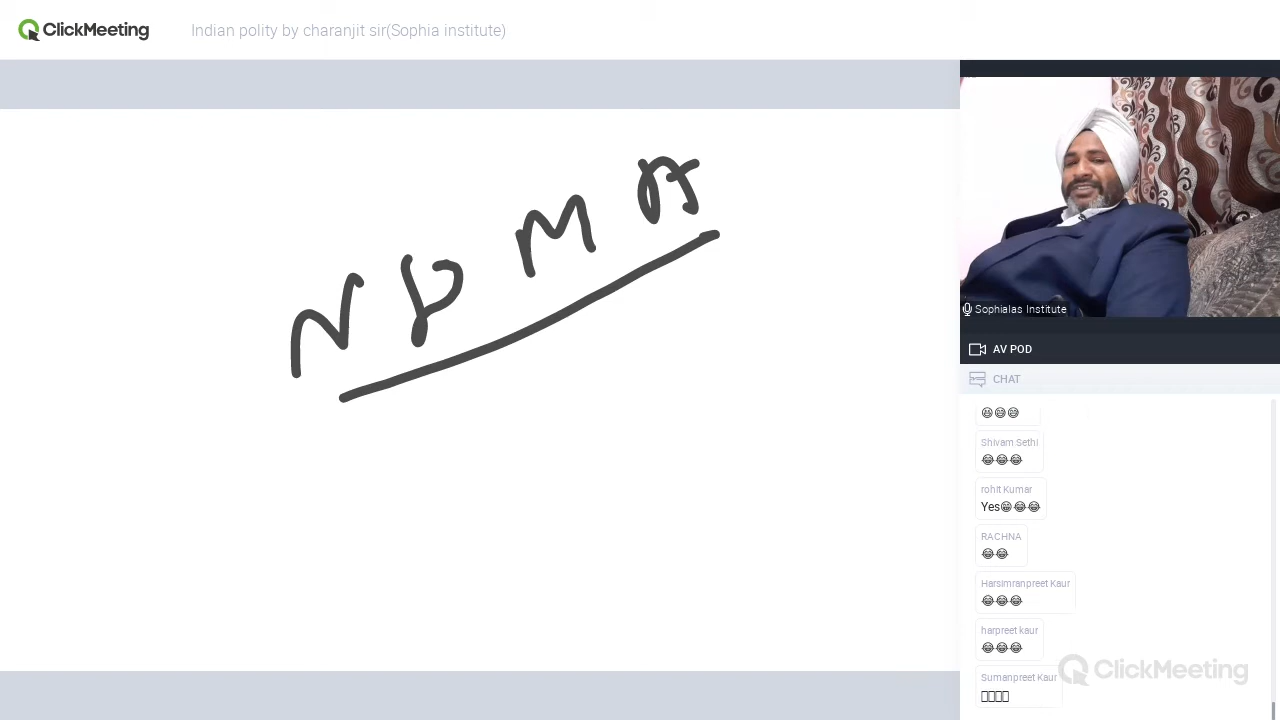 ClickMeeting
Indian polity by charanjit sir(Sophia institute)
N D M A
SophiaIas Institute
AV POD
CHAT
😆😅😅
Shivam Sethi
😂😂😂
rohit Kumar
Yes😁😂😂
RACHNA
😂😂
Harsimranpreet Kaur
😂😂😂
harpreet kaur
😂😂😂
Sumanpreet Kaur
ClickMeeting